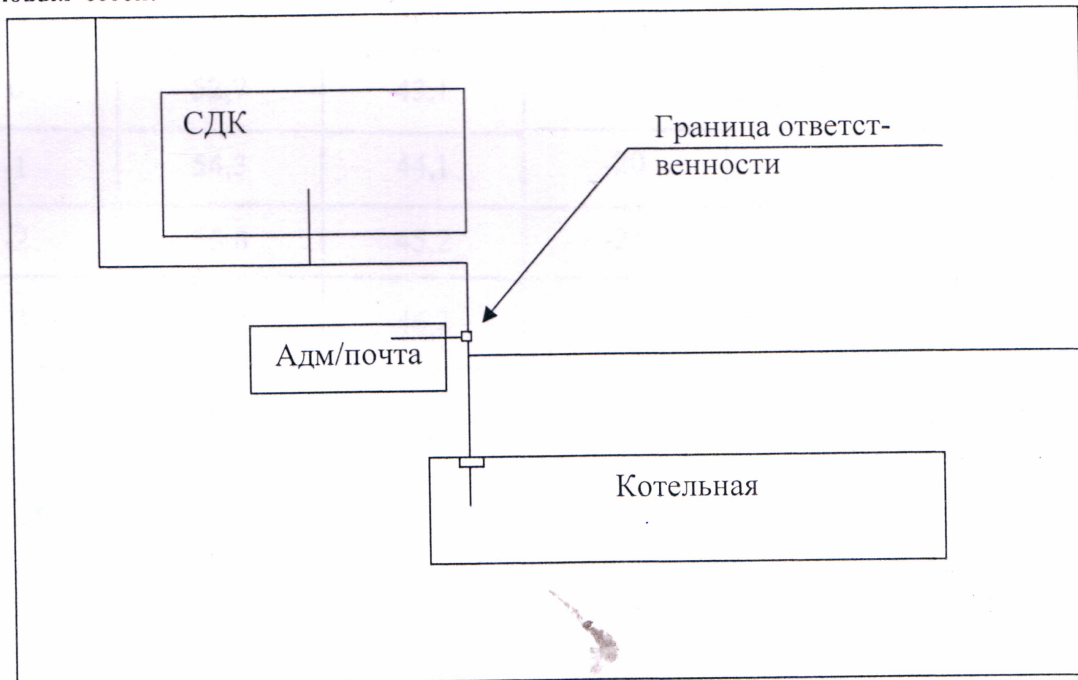 СДК
Граница ответст-
венности
Адм/почта
Котельная